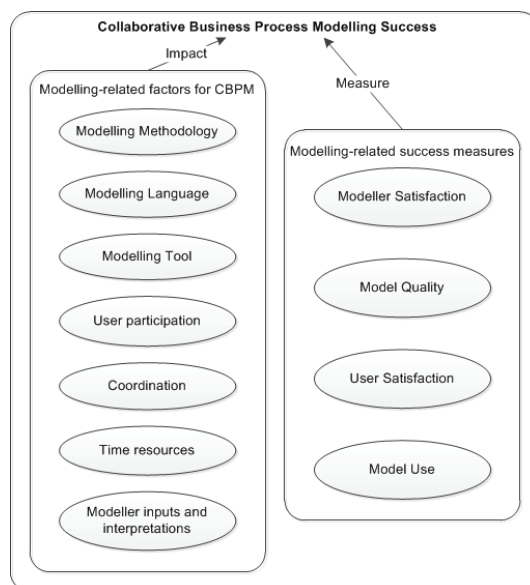 Collaborative Business Process Modelling Success
Impact
Measure
Modelling-related factors for CBPM
Modelling Methodology
Modelling Language
Modelling Tool
User participation
Coordination
Time resources
Modeller inputs and
interpretations
Modelling-related success measures
Modeller Satisfaction
Model Quality
User Satisfaction
Model Use